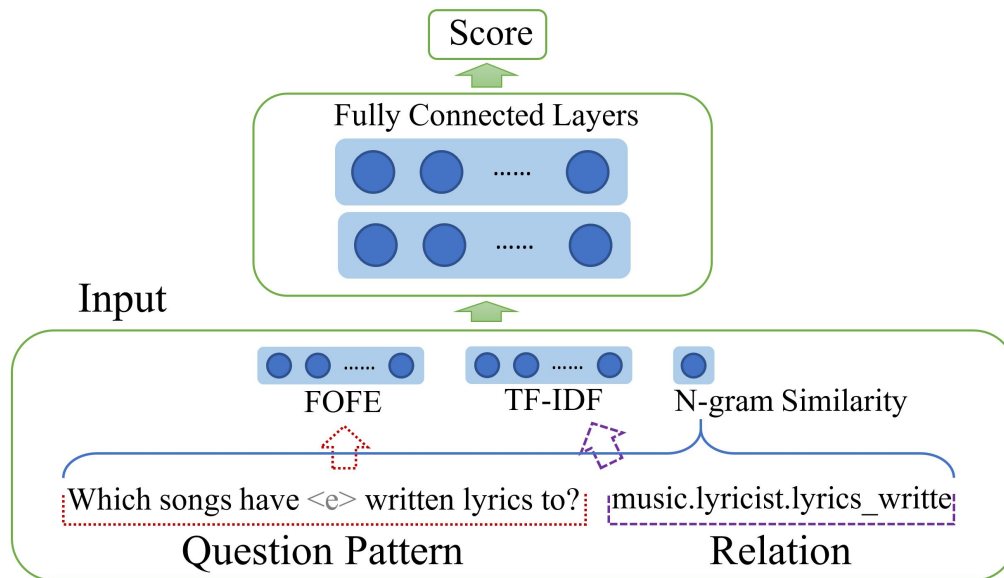 Score
Fully Connected Layers
......
......
Input
......
......
FOFE
TF-IDF
N-gram Similarity
Which songs have <e> written lyrics to?
music.lyricist.lyrics_writte
Question Pattern
Relation